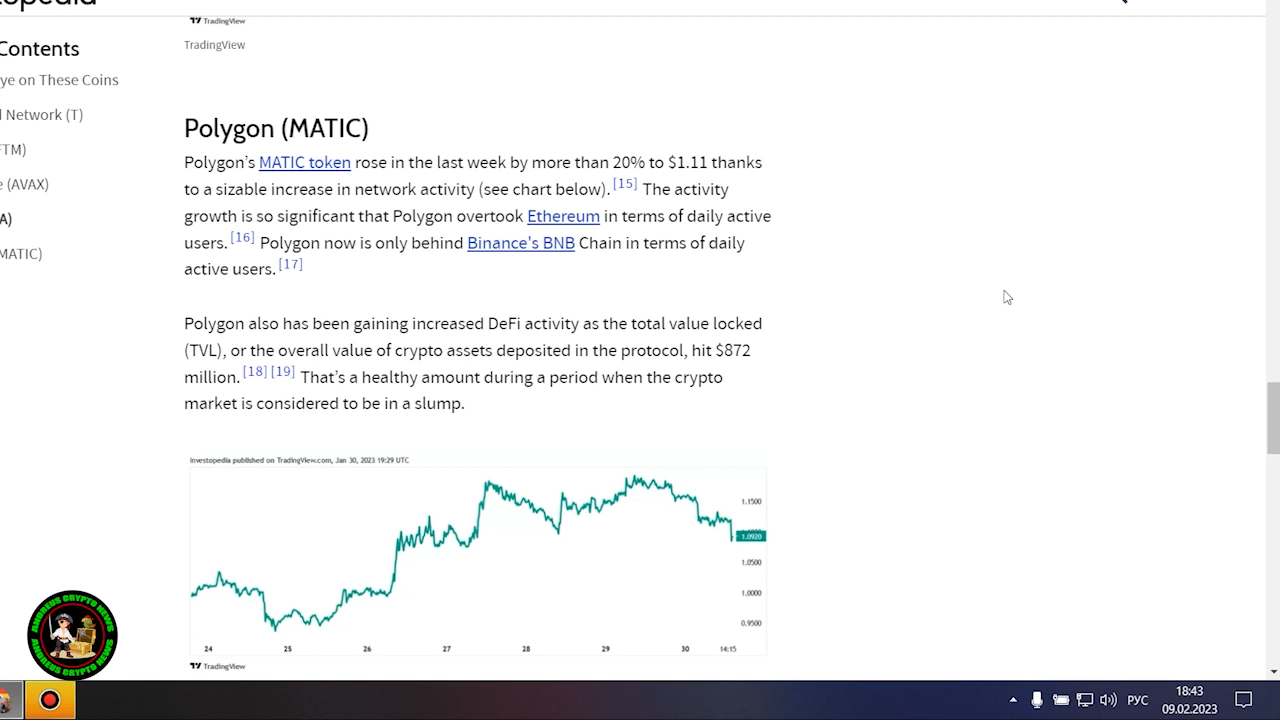 topedia
TradingView
TradingView
Contents
ye on These Coins
l Network (T)
FTM)
e (AVAX)
A)
MATIC)
Polygon (MATIC)
Polygon's MATIC token rose in the last week by more than 20% to $1.11 thanks
to a sizable increase in network activity (see chart below). [15] The activity
growth is so significant that Polygon overtook Ethereum in terms of daily active
users. [16] Polygon now is only behind Binance's BNB Chain in terms of daily
active users. [17]
Polygon also has been gaining increased DeFi activity as the total value locked
(TVL), or the overall value of crypto assets deposited in the protocol, hit $872
million. [18] [19] That's a healthy amount during a period when the crypto
market is considered to be in a slump.
Investopedia published on TradingView.com, Jan 30, 2023 19:29 UTC
1.1500
1.0920
1.0500
1.0000
0.9500
24 25 26 27 28 29 30 14:15
TradingView
ANDREUS CRYPTO NEWS
ANDREUS CRYPTO NEWS
РУС
18:43
09.02.2023